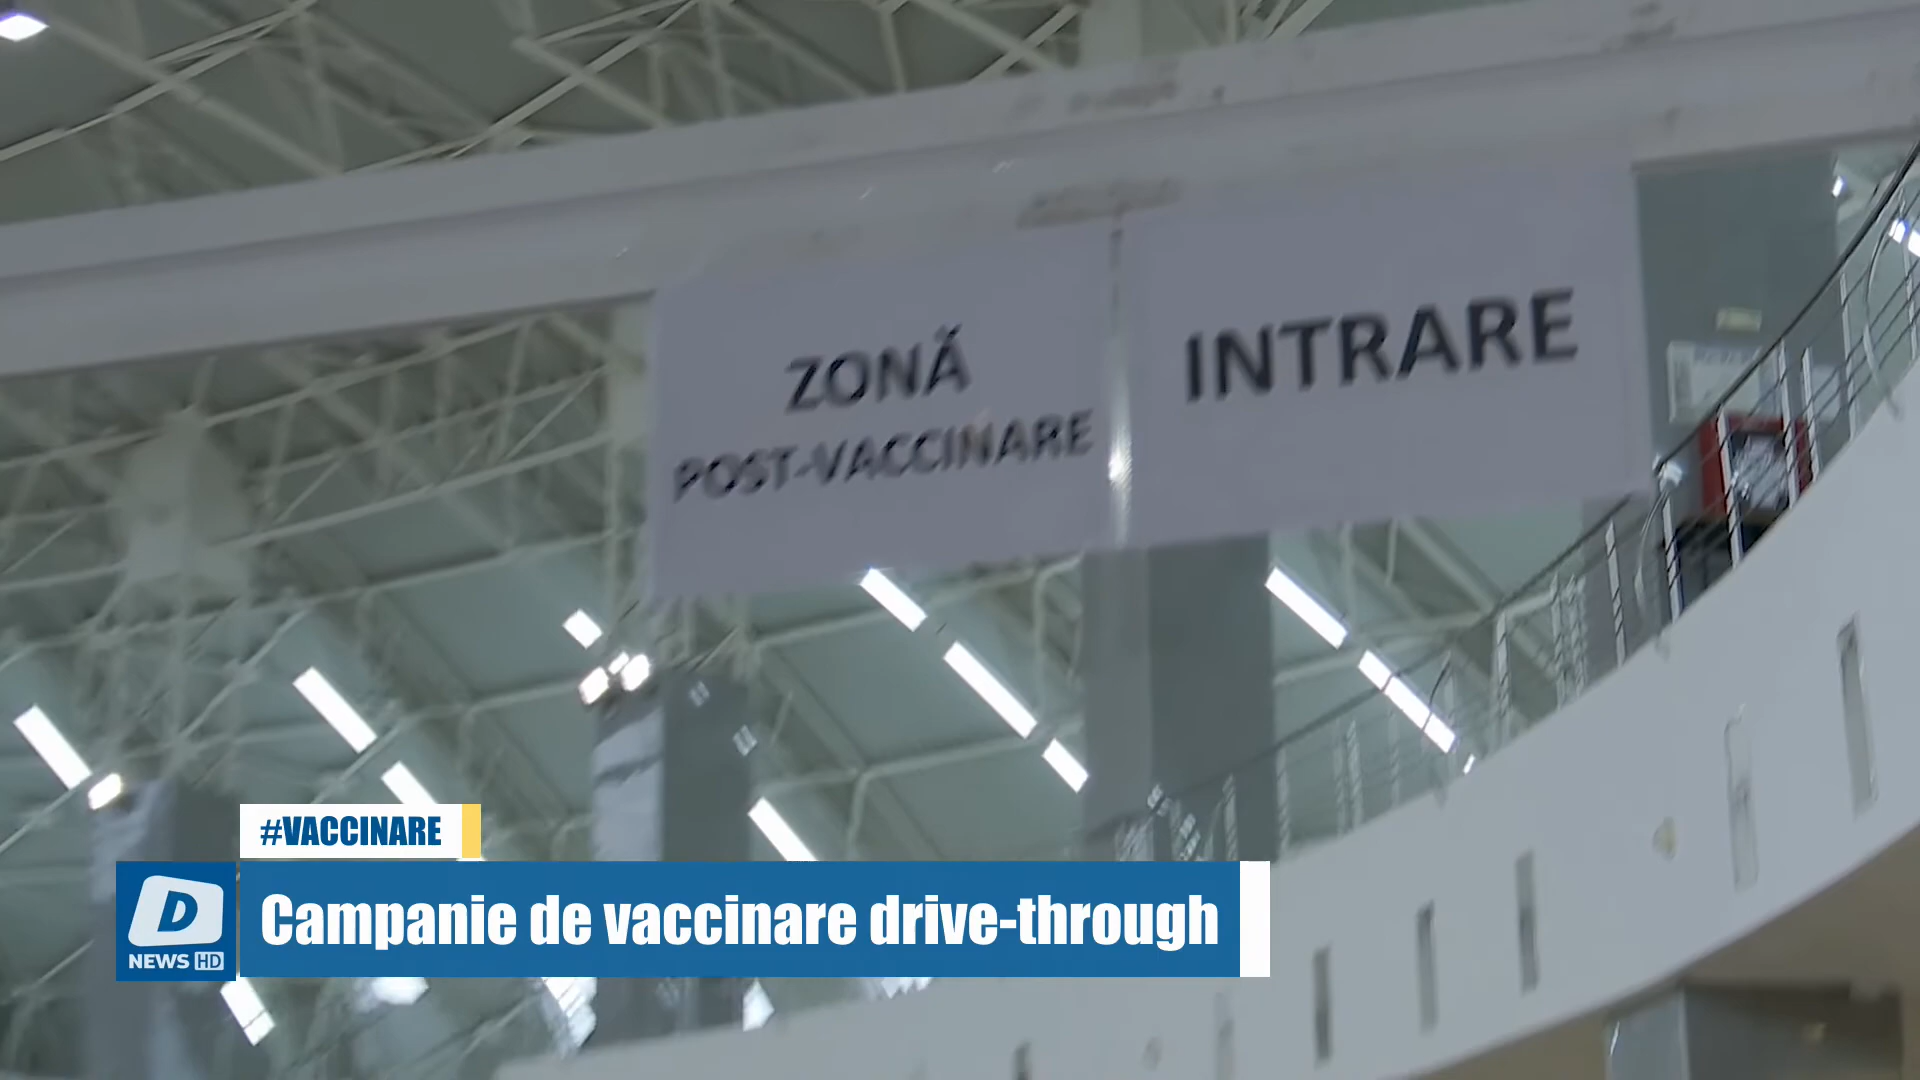 ZONĂ
POST-VACCINARE
INTRARE
#VACCINARE
Campanie de vaccinare drive-through
D
NEWS HD